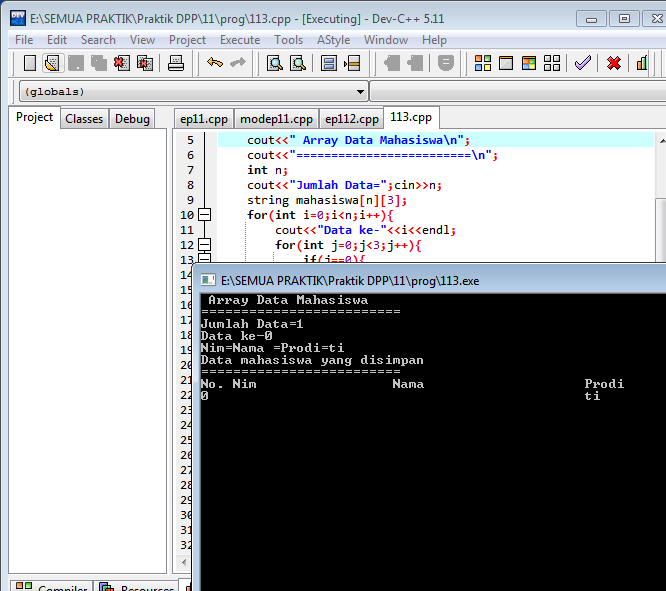 E:\SEMUA PRAKTIK\Praktik DPP\11\prog\113.cpp - [Executing] - Dev-C++ 5.11
File Edit Search View Project Execute Tools AStyle Window Help
(globals)
Project Classes Debug
ep11.cpp modep11.cpp ep112.cpp 113.cpp
5 cout<<" Array Data Mahasiswa\n";
6 cout<<"=========================\n";
7 int n;
8 cout<<"Jumlah Data=";cin>>n;
9 string mahasiswa[n][3];
10 for(int i=0;i<n;i++){
11 cout<<"Data ke-"<<i<<endl;
12 for(int j=0;j<3;j++){
13 if(j==0){
14
15
16
17
18
19
20
21
22
23
24
25
26
27
28
29
30
31
32
E:\SEMUA PRAKTIK\Praktik DPP\11\prog\113.exe
Array Data Mahasiswa
=========================
Jumlah Data=1
Data ke-0
Nim=Nama =Prodi=ti
Data mahasiswa yang disimpan
=========================
No. Nim Nama Prodi
0 ti
Compiler Resources